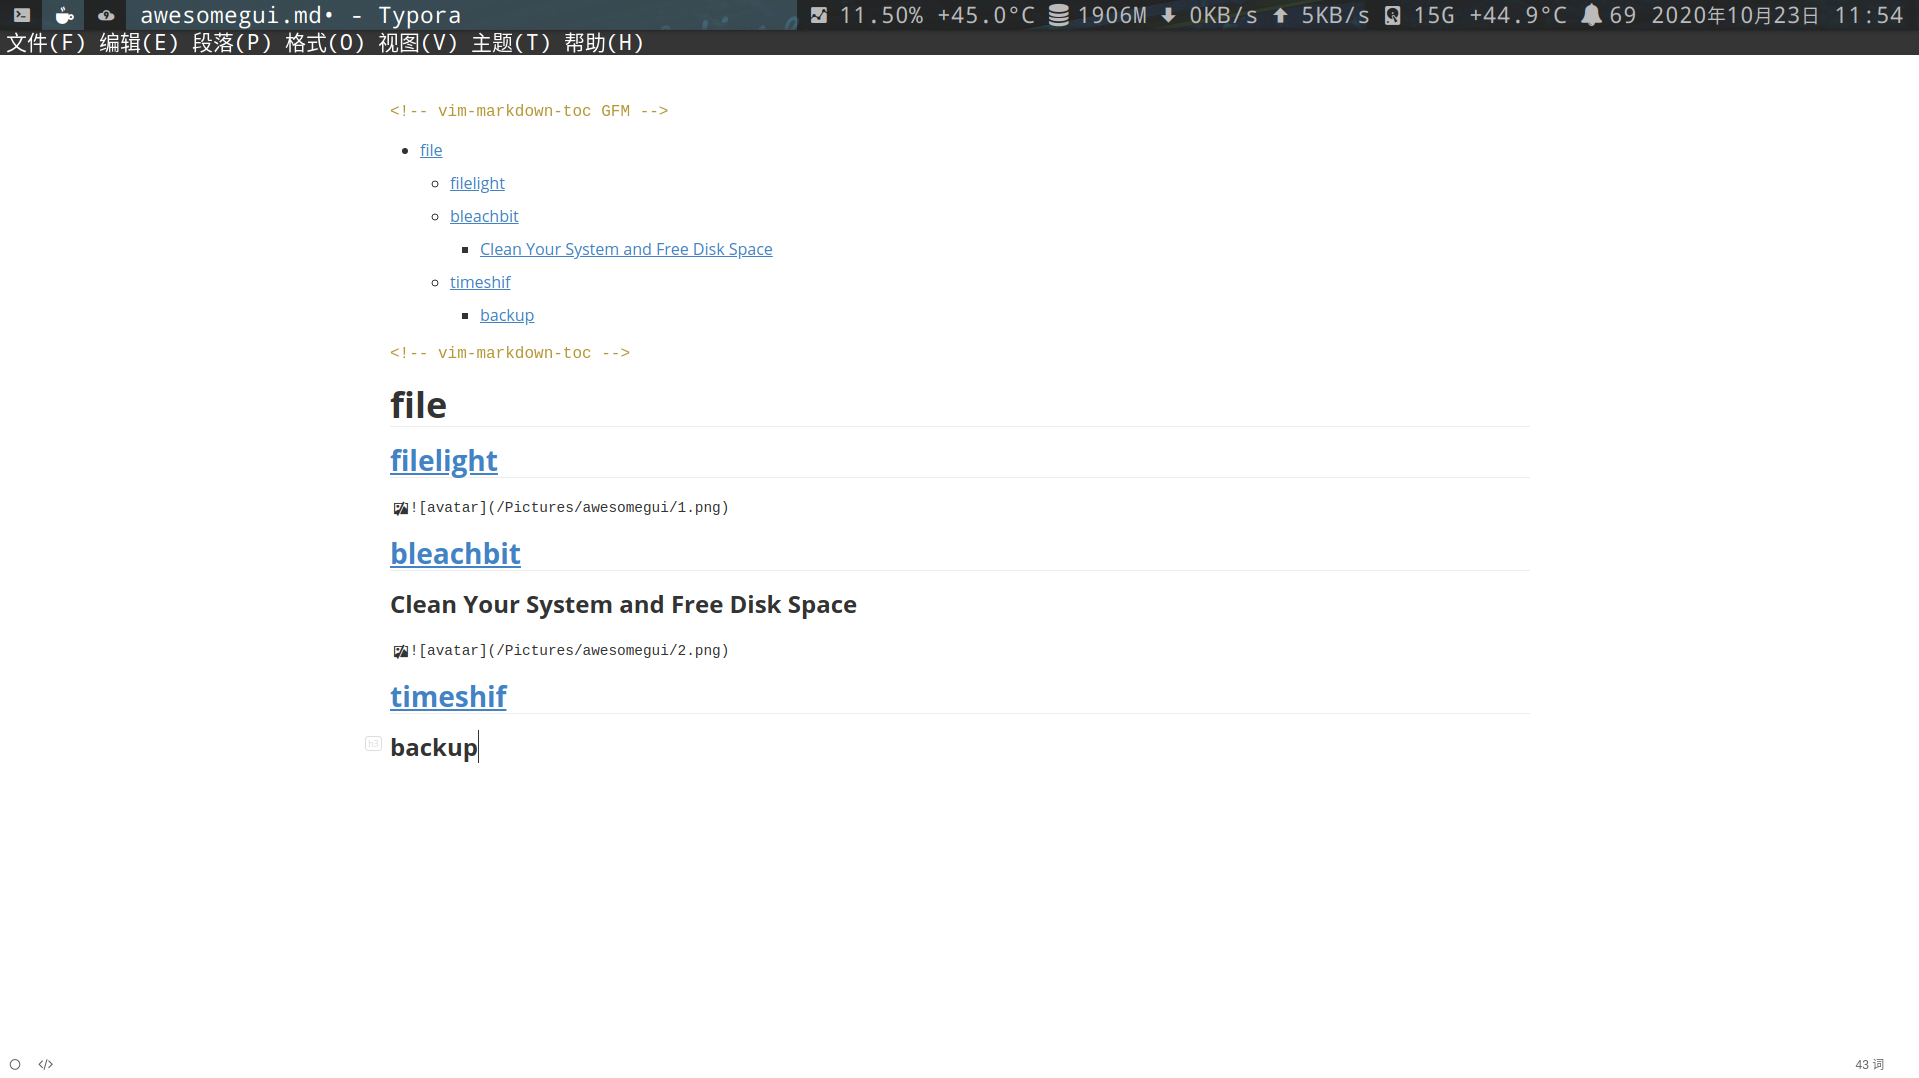 awesomegui.md• - Typora 11.50% +45.0°C 1906M 0KB/s 5KB/s 15G +44.9°C 69 2020年10月23日 11:54
文件(F) 编辑(E) 段落(P) 格式(O) 视图(V) 主题(T) 帮助(H)
<!-- vim-markdown-toc GFM -->
file
filelight
bleachbit
Clean Your System and Free Disk Space
timeshif
backup
<!-- vim-markdown-toc -->
file
filelight
![avatar](/Pictures/awesomegui/1.png)
bleachbit
Clean Your System and Free Disk Space
![avatar](/Pictures/awesomegui/2.png)
timeshif
h3 backup
</> 43 词